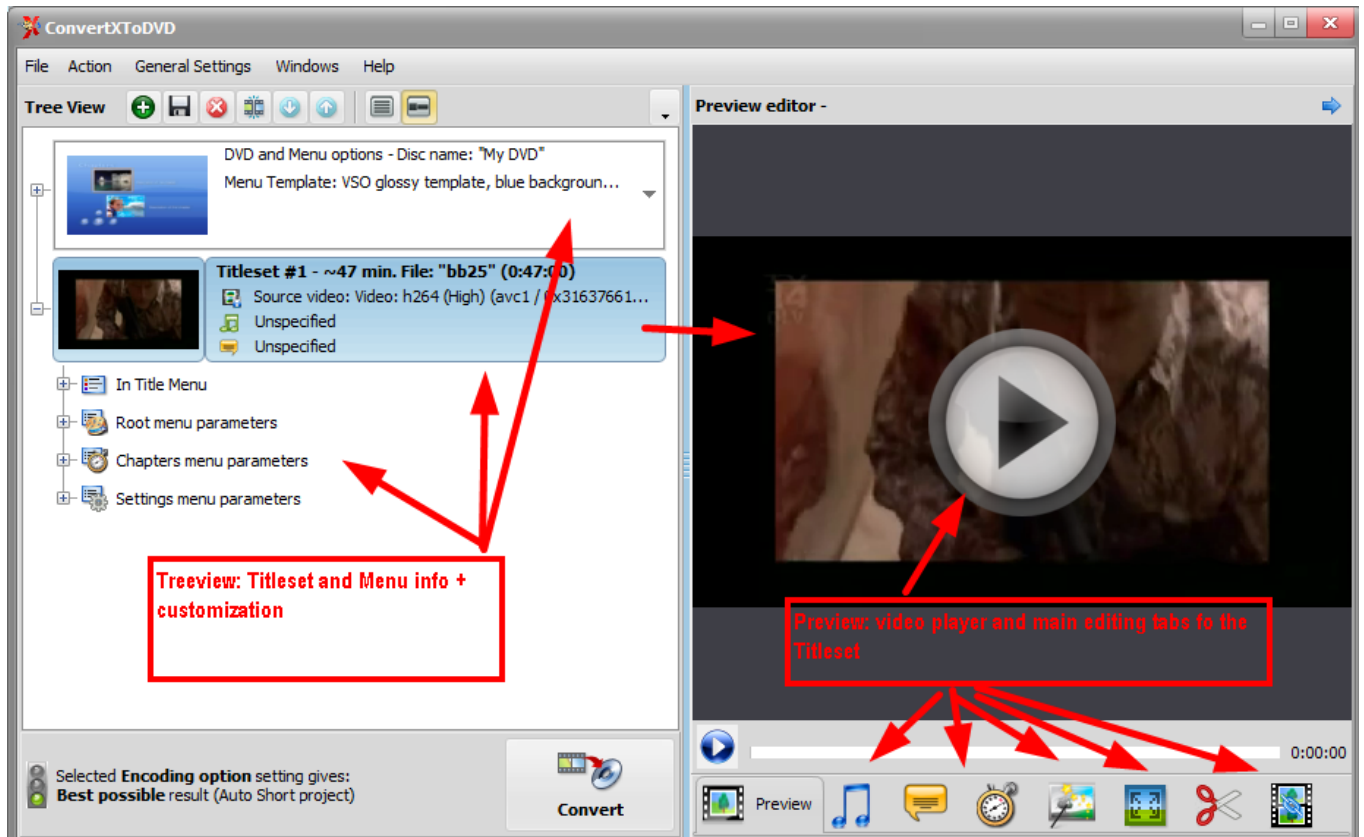 ConvertXToDVD
File Action General Settings Windows Help
Tree View
DVD and Menu options - Disc name: "My DVD"
Menu Template: VSO glossy template, blue backgroun...
Titleset #1 - ~47 min. File: "bb25" (0:47:00)
Source video: Video: h264 (High) (avc1 / 0x31637661...
Unspecified
Unspecified
In Title Menu
Root menu parameters
Chapters menu parameters
Settings menu parameters
Treeview: Titleset and Menu info +
customization
Selected Encoding option setting gives:
Best possible result (Auto Short project)
Convert
Preview editor -
Preview: video player and main editing tabs fo the
Titleset
0:00:00
Preview